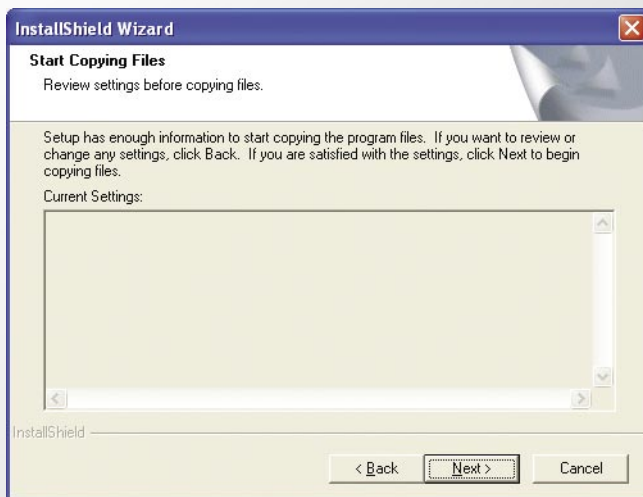 InstallShield Wizard
Start Copying Files
Review settings before copying files.
Setup has enough information to start copying the program files. If you want to review or
change any settings, click Back. If you are satisfied with the settings, click Next to begin
copying files.
Current Settings:
InstallShield
< Back Next > Cancel